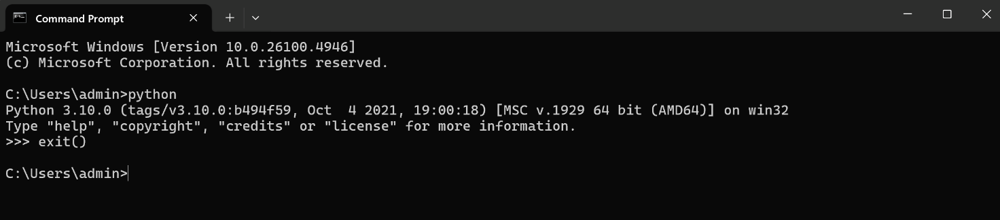 Command Prompt
Microsoft Windows [Version 10.0.26100.4946]
(c) Microsoft Corporation. All rights reserved.
C:\Users\admin>python
Python 3.10.0 (tags/v3.10.0:b494f59, Oct  4 2021, 19:00:18) [MSC v.1929 64 bit (AMD64)] on win32
Type "help", "copyright", "credits" or "license" for more information.
>>> exit()
C:\Users\admin>